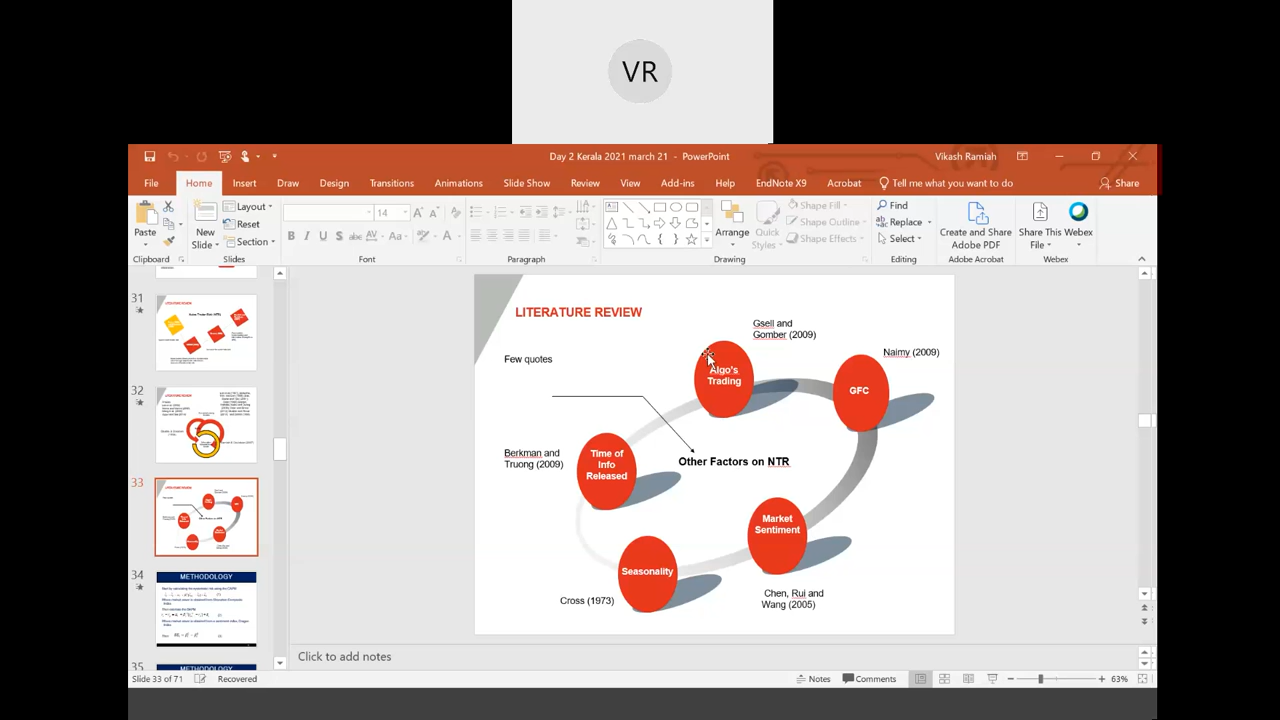 VR
Day 2 Kerala 2021 march 21 - PowerPoint
Vikash Ramiah
File Home Insert Draw Design Transitions Animations Slide Show Review View Add-ins Help EndNote X9 Acrobat Tell me what you want to do Share
Paste
New
Slide
Layout
Reset
Section
14
B I U S abc AV Aa A
Arrange
Quick
Styles
Shape Fill
Shape Outline
Shape Effects
Find
Replace
Select
Create and Share
Adobe PDF
Share This
File
Webex
Clipboard Slides Font Paragraph Drawing Editing Adobe Acrobat Webex
31
32
33
34
METHODOLOGY
35
LITERATURE REVIEW
Few quotes
Gsell and
Gomber (2009)
Algo's
Trading
Naimy (2009)
GFC
Berkman and
Truong (2009)
Time of
Info
Released
Other Factors on NTR
Market
Sentiment
Seasonality
Cross (1973)
Chen, Rui and
Wang (2005)
Click to add notes
Slide 33 of 71 Recovered Notes Comments 63%